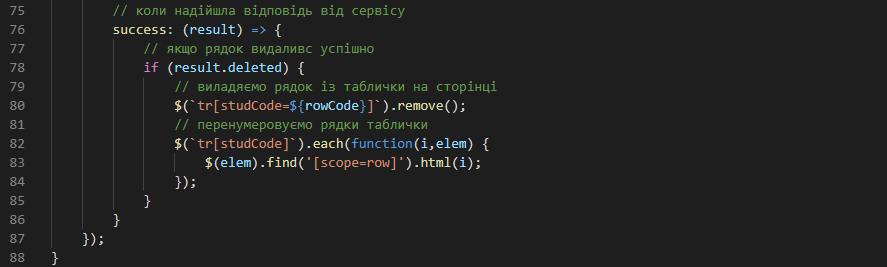 75 // коли надійшла відповідь від сервісу
76 success: (result) => {
77 // якщо рядок видаливс успішно
78 if (result.deleted) {
79 // виладяємо рядок із таблички на сторінці
80 $(`tr[studCode=${rowCode}]`).remove();
81 // перенумеровуємо рядки таблички
82 $(`tr[studCode]`).each(function(i,elem) {
83 $(elem).find('[scope=row]').html(i);
84 });
85 }
86 }
87 });
88 }